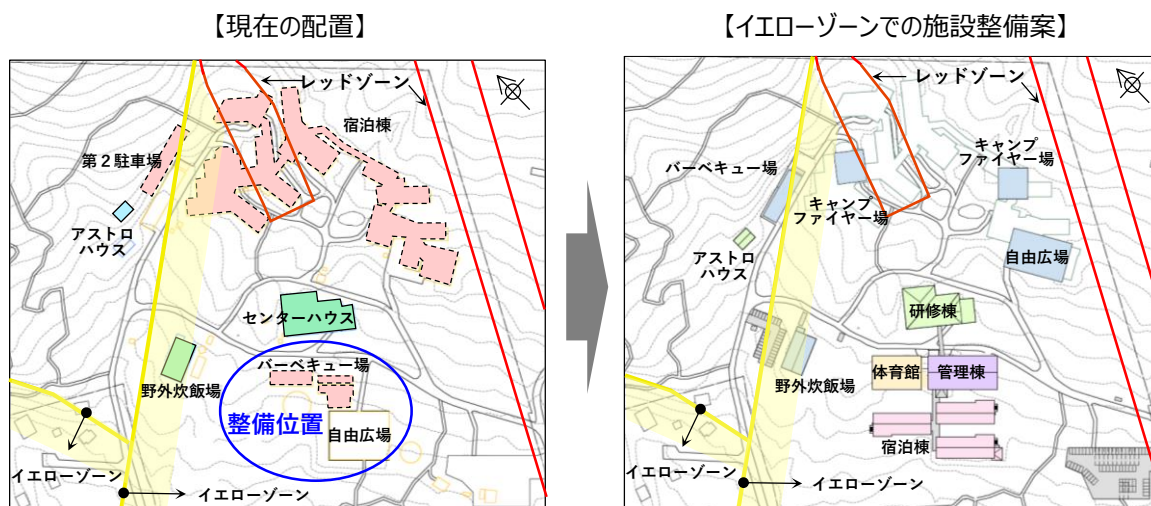 【現在の配置】
レッドゾーン
宿泊棟
第２駐車場
アストロ
ハウス
センターハウス
バーベキュー場
野外炊飯場
整備位置
自由広場
イエローゾーン
イエローゾーン
【イエローゾーンでの施設整備案】
レッドゾーン
キャンプ
ファイヤー場
バーベキュー場
キャンプ
ファイヤー場
アストロ
ハウス
自由広場
研修棟
体育館
管理棟
野外炊飯場
宿泊棟
イエローゾーン
イエローゾーン